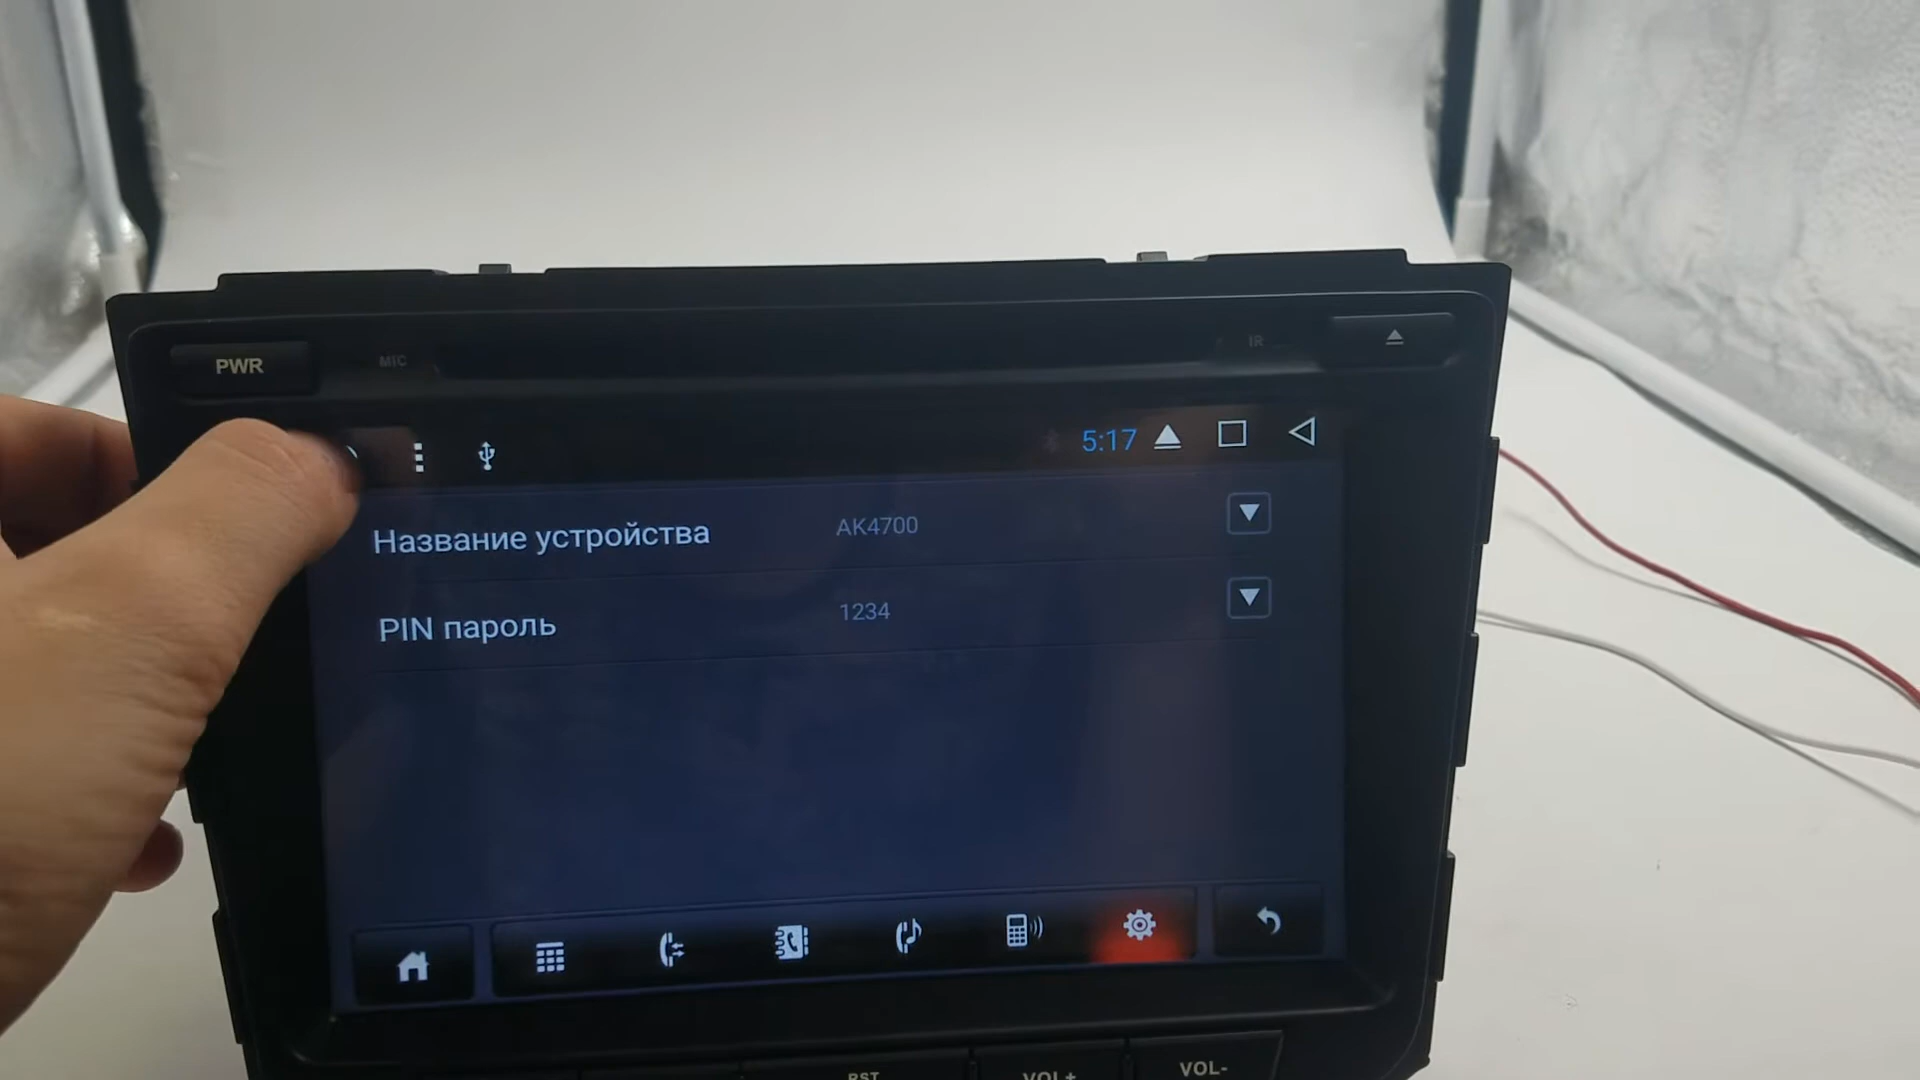 PWR
MIC
IR
5:17
Название устройства
AK4700
PIN пароль
1234
RST
VOL+
VOL-